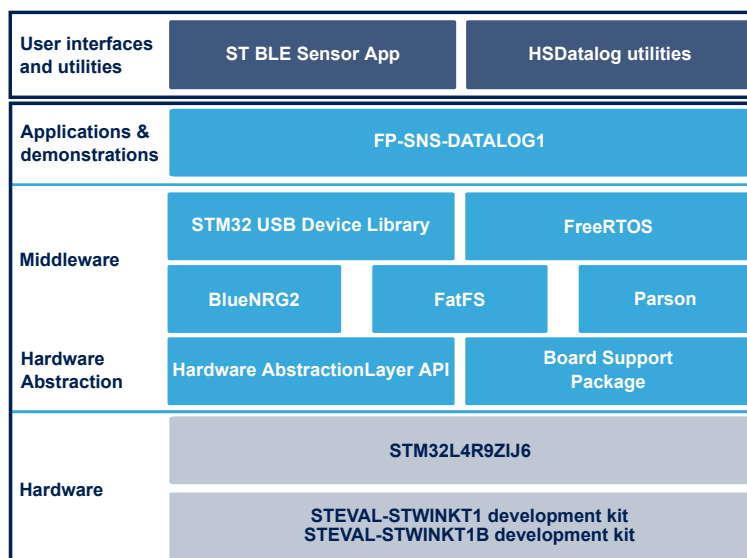 User interfaces
and utilities
ST BLE Sensor App
HSDatalog utilities
Applications &
demonstrations
FP-SNS-DATALOG1
Middleware
STM32 USB Device Library
FreeRTOS
BlueNRG2
FatFS
Parson
Hardware
Abstraction
Hardware AbstractionLayer API
Board Support
Package
Hardware
STM32L4R9ZIJ6
STEVAL-STWINKT1 development kit
STEVAL-STWINKT1B development kit